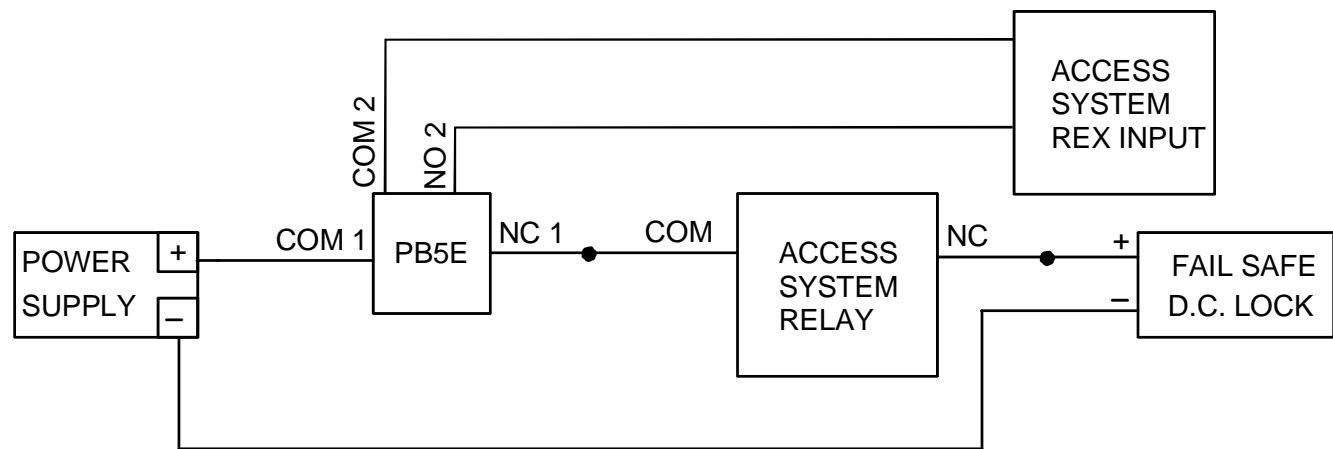 COM 2
NO 2
ACCESS
SYSTEM
REX INPUT
POWER
SUPPLY
+
−
COM 1
PB5E
NC 1
COM
ACCESS
SYSTEM
RELAY
NC
+
−
FAIL SAFE
D.C. LOCK